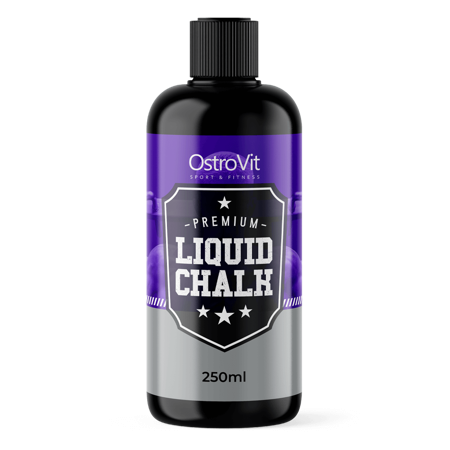 OstroVit
SPORT & FITNESS
-PREMIUM-
LIQUID
CHALK
250ml